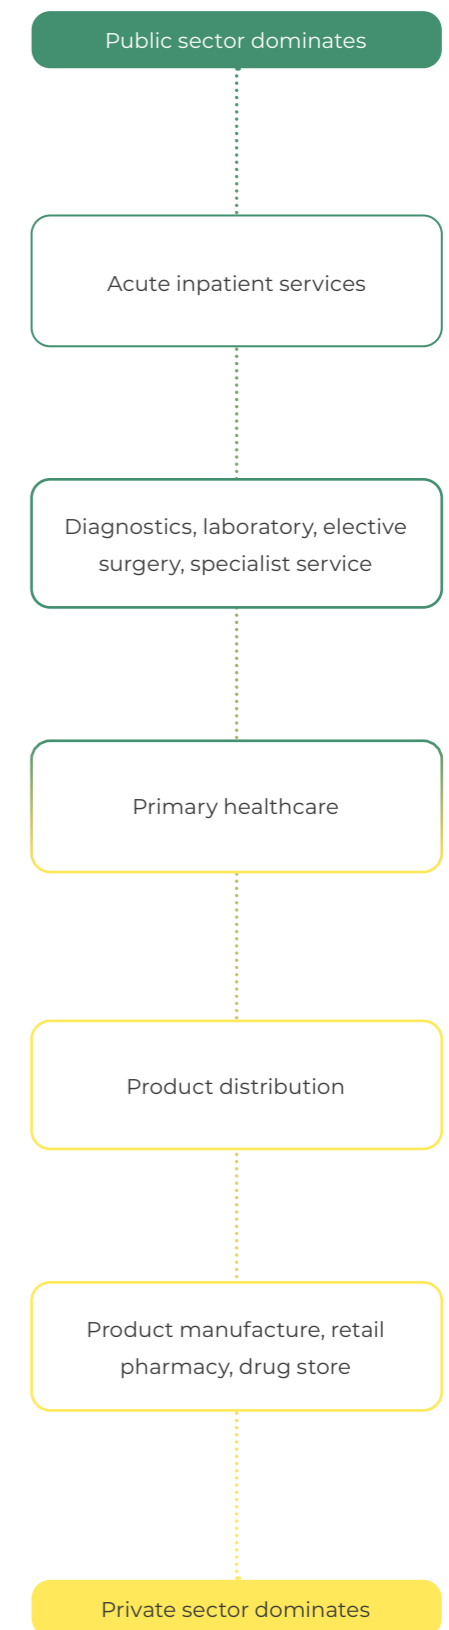 Public sector dominates
Acute inpatient services
Diagnostics, laboratory, elective
surgery, specialist service
Primary healthcare
Product distribution
Product manufacture, retail
pharmacy, drug store
Private sector dominates